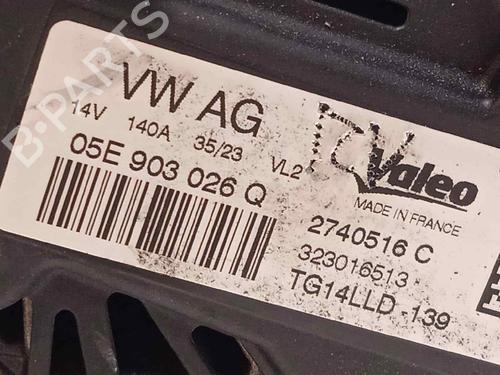 VW AG
14V 140A 35/23 VL2
05E 903 026 Q
Valeo
MADE IN FRANCE
2740516 C
323016513
TG14LLD -139
B-PARTS